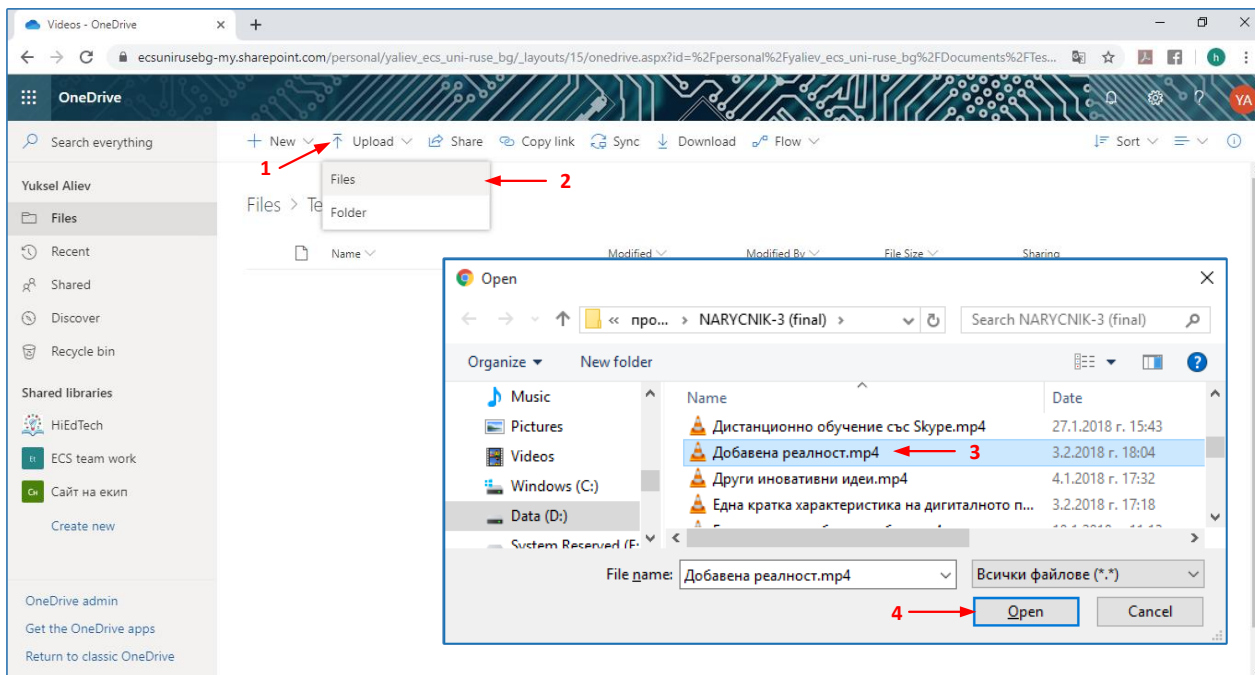 Videos - OneDrive
ecsunirusebg-my.sharepoint.com/personal/yaliev_ecs_uni-ruse_bg/_layouts/15/onedrive.aspx?id=%2Fpersonal%2Fyaliev_ecs_uni-ruse_bg%2FDocuments%2FTes...
h
OneDrive
YA
Search everything
New Upload Share Copy link Sync Download Flow Sort
1
Yuksel Aliev
Files
2
Files > Te
Folder
Files
Recent
Shared
Discover
Recycle bin
Shared libraries
HiEdTech
Et ECS team work
Сн Сайт на екип
Create new
OneDrive admin
Get the OneDrive apps
Return to classic OneDrive
Name Modified Modified By File Size Sharing
Open
« про... > NARYCNIK-3 (final) >
Search NARYCNIK-3 (final)
Organize New folder
Music
Pictures
Videos
Windows (C:)
Data (D:)
System Reserved (F:
Name Date
Дистанционно обучение със Skype.mp4 27.1.2018 г. 15:43
Добавена реалност.mp4 3 3.2.2018 г. 18:04
Други иновативни идеи.mp4 4.1.2018 г. 17:32
Една кратка характеристика на дигиталното п... 3.2.2018 г. 17:18
File name: Добавена реалност.mp4 Всички файлове (*.*)
4 Open Cancel